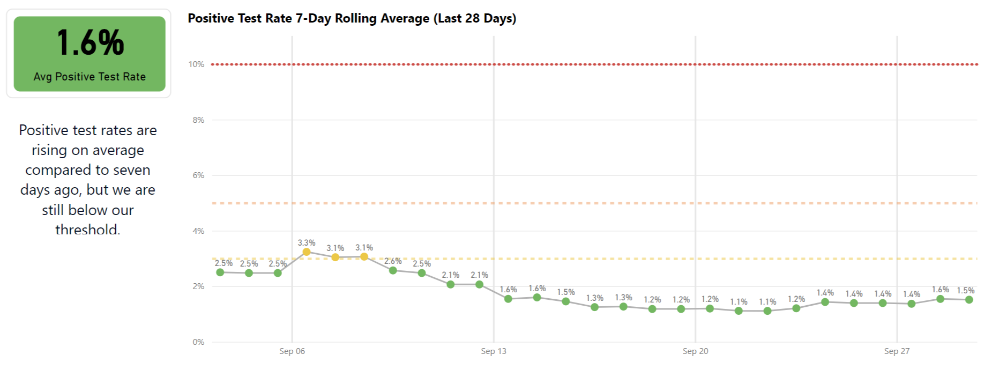 1.6%
Avg Positive Test Rate
Positive test rates are
rising on average
compared to seven
days ago, but we are
still below our
threshold.
Positive Test Rate 7-Day Rolling Average (Last 28 Days)
10%
8%
6%
4%
2%
0%
2.5% 2.5% 2.5% 3.3% 3.1% 3.1% 2.6% 2.5% 2.1% 2.1% 1.6% 1.6% 1.5% 1.3% 1.3% 1.2% 1.2% 1.2% 1.1% 1.1% 1.2% 1.4% 1.4% 1.4% 1.4% 1.6% 1.5%
Sep 06 Sep 13 Sep 20 Sep 27